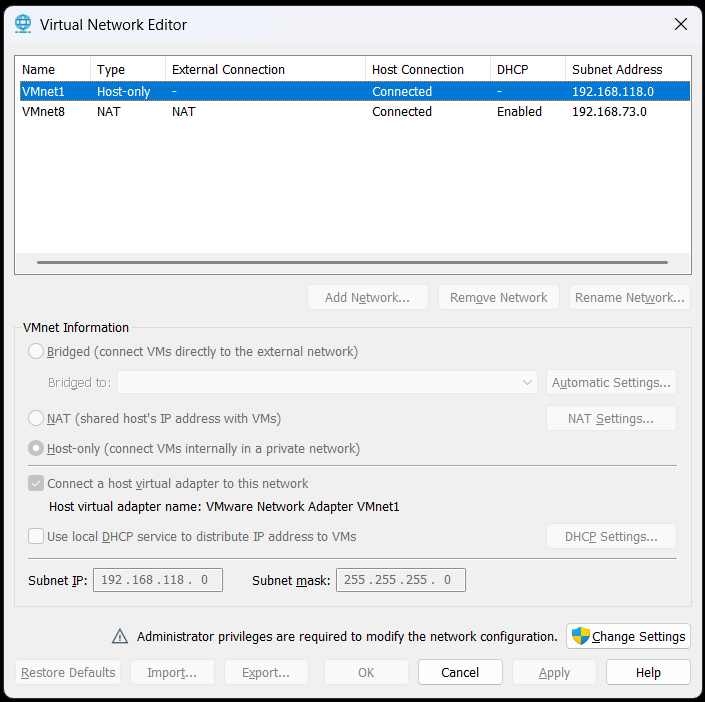 Virtual Network Editor
Name Type External Connection Host Connection DHCP Subnet Address
VMnet1 Host-only - Connected - 192.168.118.0
VMnet8 NAT NAT Connected Enabled 192.168.73.0
Add Network... Remove Network Rename Network...
VMnet Information
Bridged (connect VMs directly to the external network)
Bridged to: Automatic Settings...
NAT (shared host's IP address with VMs) NAT Settings...
Host-only (connect VMs internally in a private network)
Connect a host virtual adapter to this network
Host virtual adapter name: VMware Network Adapter VMnet1
Use local DHCP service to distribute IP address to VMs DHCP Settings...
Subnet IP: 192 . 168 . 118 . 0 Subnet mask: 255 . 255 . 255 . 0
Administrator privileges are required to modify the network configuration. Change Settings
Restore Defaults Import... Export... OK Cancel Apply Help